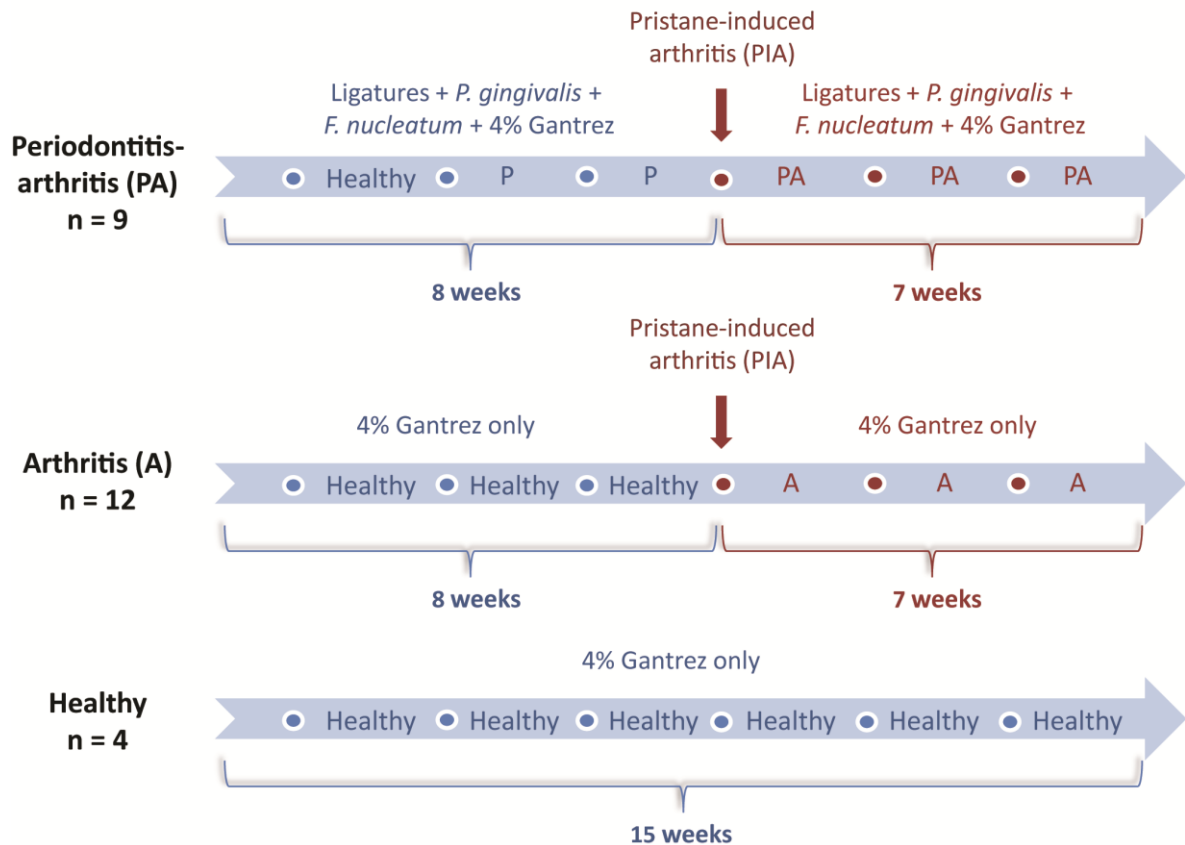 Pristane-induced
arthritis (PIA)
Ligatures + P. gingivalis +
F. nucleatum + 4% Gantrez
Ligatures + P. gingivalis +
F. nucleatum + 4% Gantrez
Periodontitis-
arthritis (PA)
n = 9
Healthy P P PA PA PA
8 weeks 7 weeks
Pristane-induced
arthritis (PIA)
4% Gantrez only 4% Gantrez only
Arthritis (A)
n = 12
Healthy Healthy Healthy A A A
8 weeks 7 weeks
4% Gantrez only
Healthy
n = 4
Healthy Healthy Healthy Healthy Healthy Healthy
15 weeks